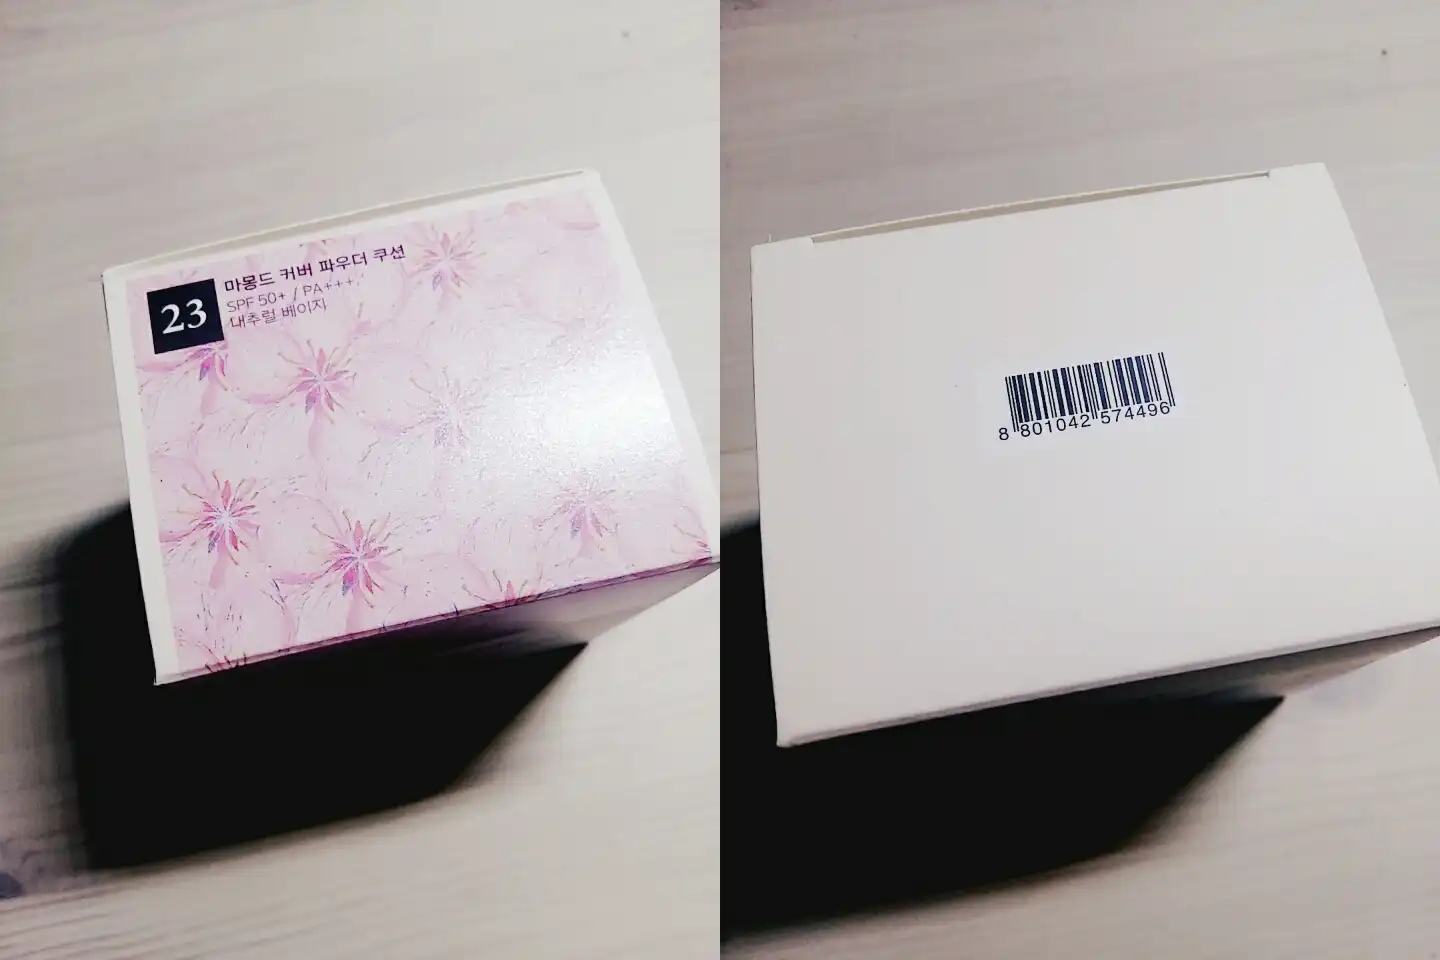 23
마몽드 커버 파우더 쿠션
SPF 50+ / PA+++
내추럴 베이지
8 801042 574496